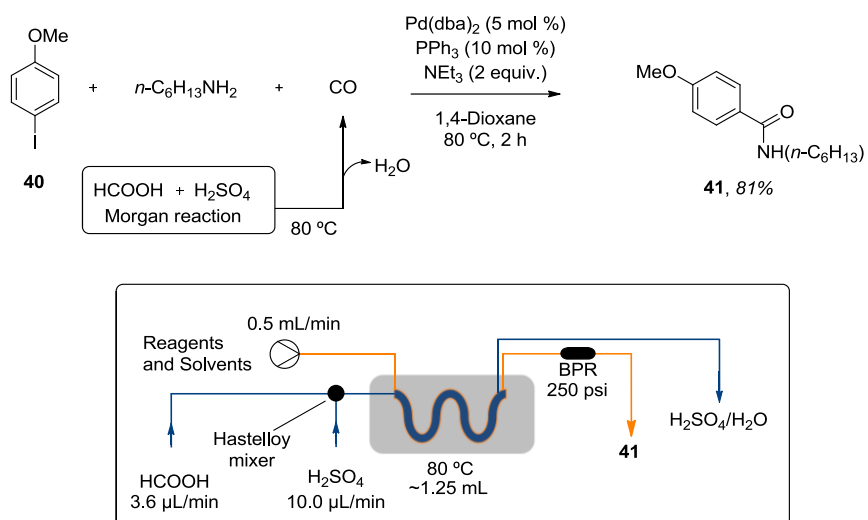 OMe
I
40
+
n-C₆H₁₃NH₂
+
CO
Pd(dba)₂ (5 mol %)
PPh₃ (10 mol %)
NEt₃ (2 equiv.)
1,4-Dioxane
80 ºC, 2 h
MeO
O
NH(n-C₆H₁₃)
41, 81%
H₂O
HCOOH + H₂SO₄
Morgan reaction
80 ºC
Reagents
and Solvents
0.5 mL/min
Hastelloy
mixer
HCOOH
3.6 µL/min
H₂SO₄
10.0 µL/min
80 ºC
~1.25 mL
BPR
250 psi
41
H₂SO₄/H₂O